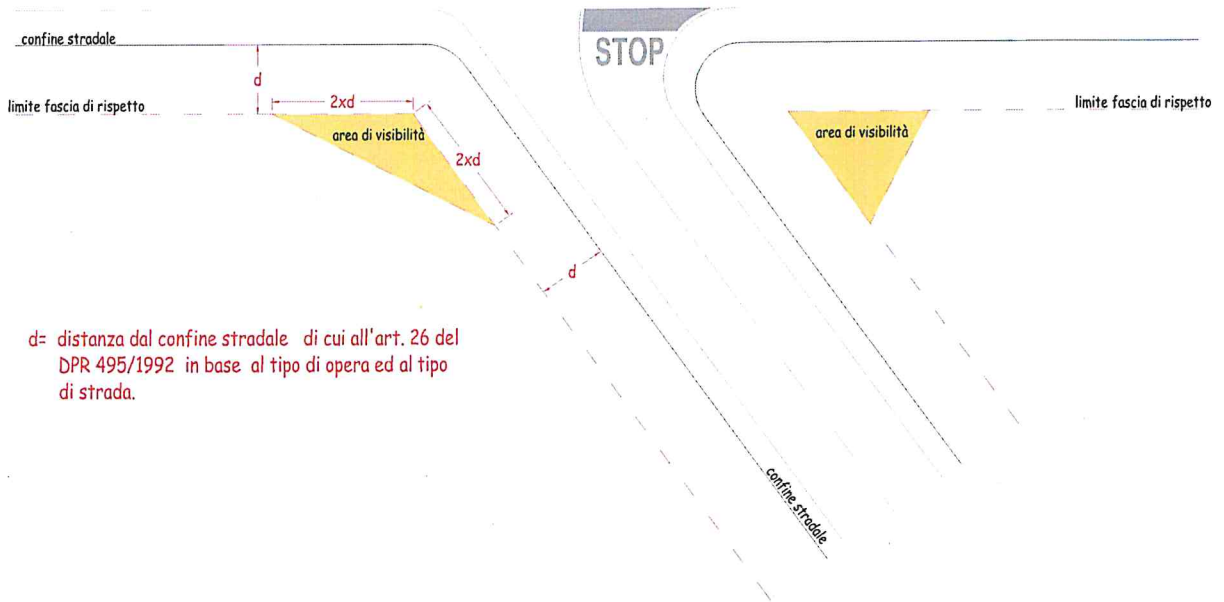 confine stradale
STOP
d
limite fascia di rispetto
2xd
limite fascia di rispetto
area di visibilità
area di visibilità
2xd
d
d= distanza dal confine stradale di cui all'art. 26 del
DPR 495/1992 in base al tipo di opera ed al tipo
di strada.
confine stradale